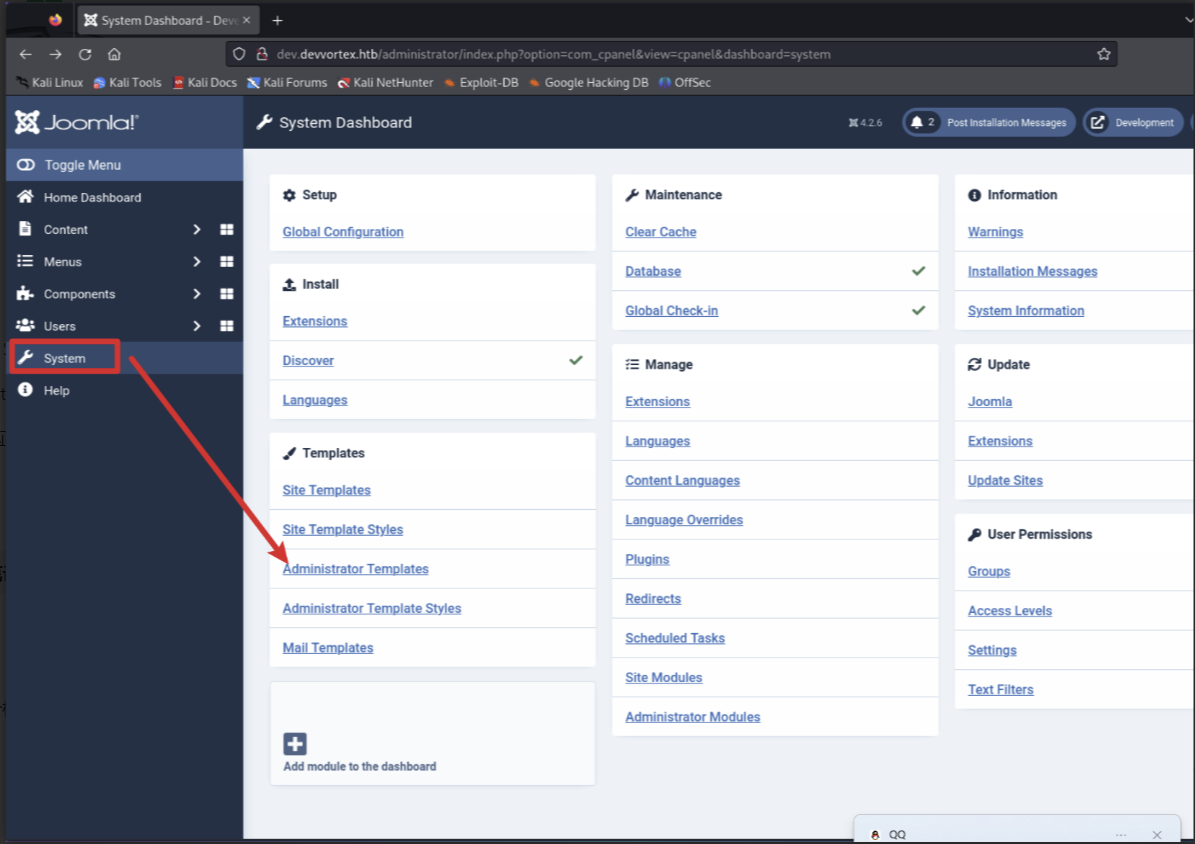 System Dashboard - Dev
dev.devvortex.htb/administrator/index.php?option=com_cpanel&view=cpanel&dashboard=system
Kali Linux Kali Tools Kali Docs Kali Forums Kali NetHunter Exploit-DB Google Hacking DB OffSec
Joomla!® System Dashboard 4.2.6 2 Post Installation Messages Development
Toggle Menu
Home Dashboard
Content
Menus
Components
Users
System
Help
Setup
Global Configuration
Install
Extensions
Discover
Languages
Templates
Site Templates
Site Template Styles
Administrator Templates
Administrator Template Styles
Mail Templates
Add module to the dashboard
Maintenance
Clear Cache
Database
Global Check-in
Manage
Extensions
Languages
Content Languages
Language Overrides
Plugins
Redirects
Scheduled Tasks
Site Modules
Administrator Modules
Information
Warnings
Installation Messages
System Information
Update
Joomla
Extensions
Update Sites
User Permissions
Groups
Access Levels
Settings
Text Filters
QQ